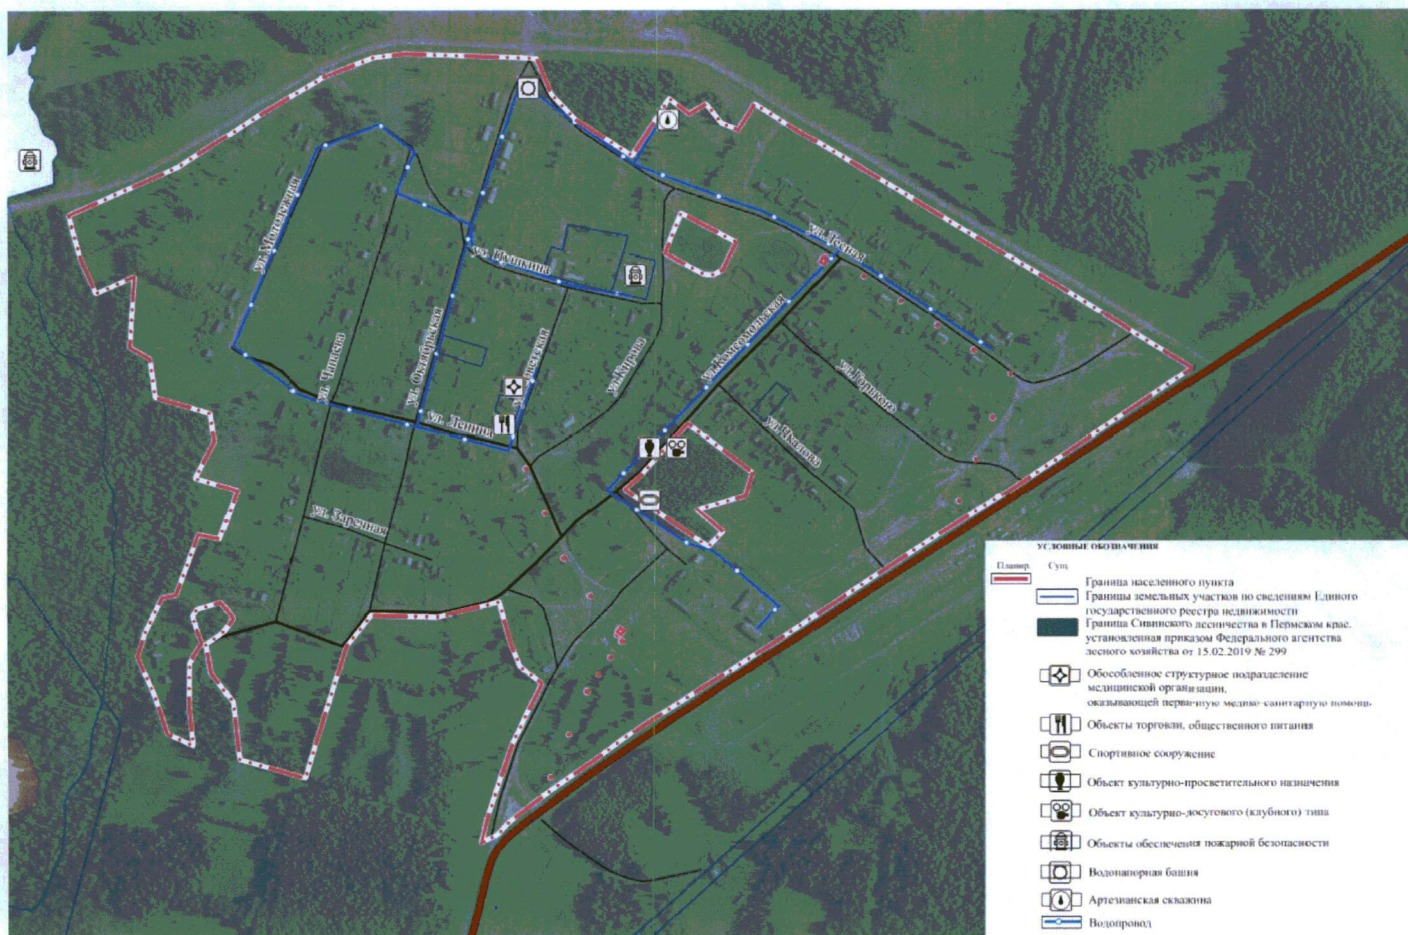 ул. Лесная
ул. Молодежная
ул. Пушкина
ул. Комсомольская
ул. Чапаева
ул. Октябрьская
ул. Кирова
ул. Горького
ул. Ленина
ул. Чкалова
ул. Заречная
УСЛОВНЫЕ ОБОЗНАЧЕНИЯ
Планир. Сущ.
Граница населенного пункта
Границы земельных участков по сведениям Единого
государственного реестра недвижимости
Граница Сивинского лесничества в Пермском крае,
установленная приказом Федерального агентства
лесного хозяйства от 15.02.2019 № 299
Обособленное структурное подразделение
медицинской организации,
оказывающей первичную медико-санитарную помощь
Объекты торговли, общественного питания
Спортивное сооружение
Объект культурно-просветительного назначения
Объект культурно-досугового (клубного) типа
Объекты обеспечения пожарной безопасности
Водонапорная башня
Артезианская скважина
Водопровод